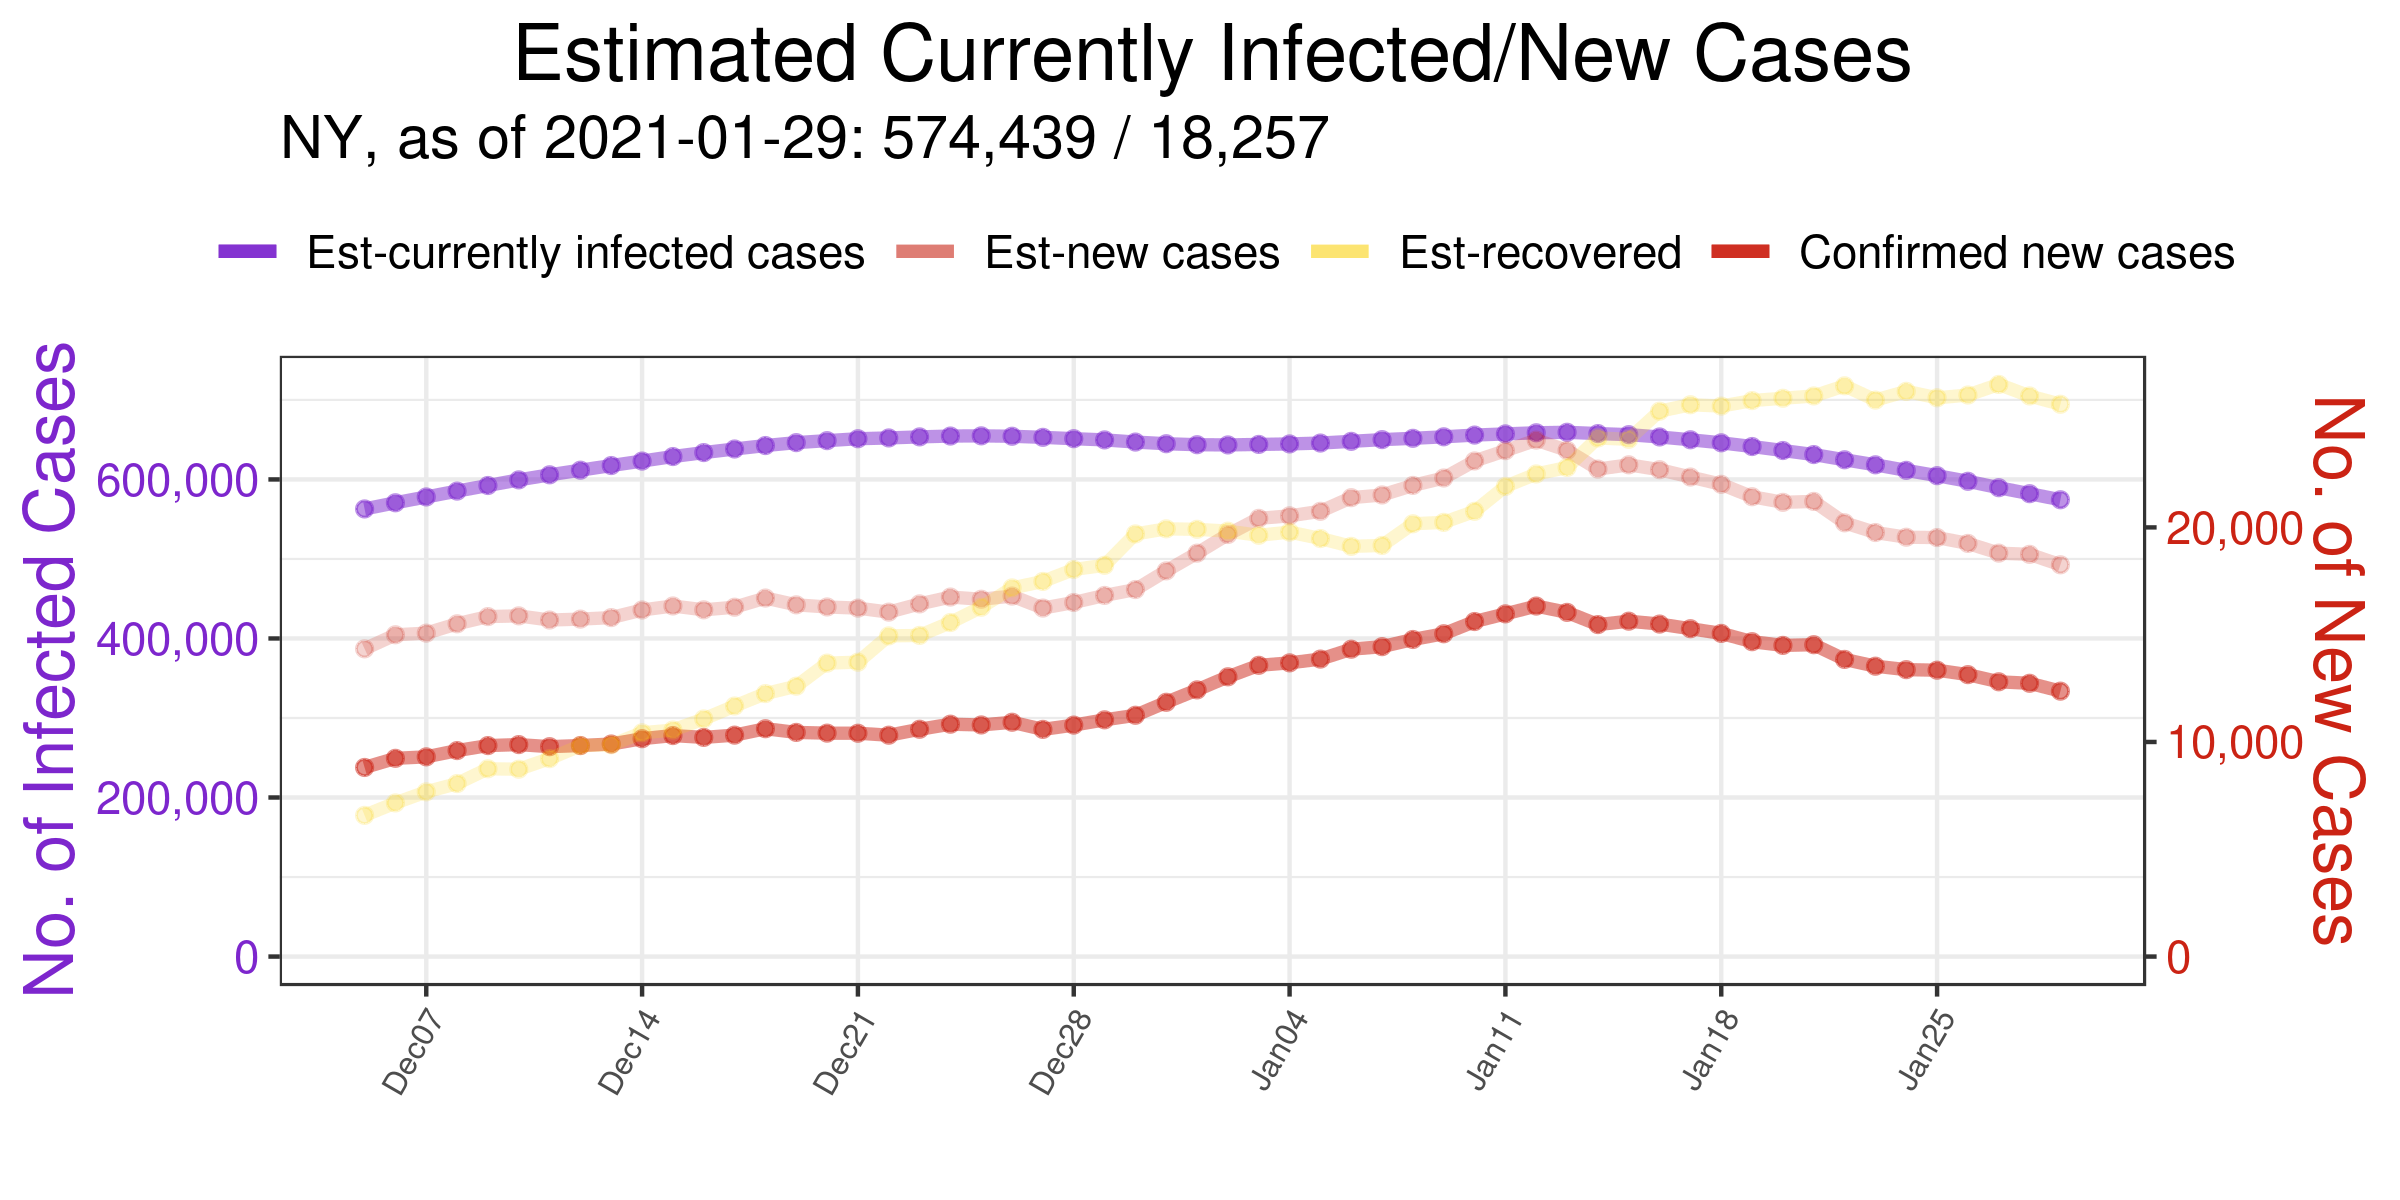 Estimated Currently Infected/New Cases
NY, as of 2021-01-29: 574,439 / 18,257
Est-currently infected cases Est-new cases Est-recovered Confirmed new cases
No. of Infected Cases
600,000
400,000
200,000
0
20,000
10,000
0
No. of New Cases
Dec07 Dec14 Dec21 Dec28 Jan04 Jan11 Jan18 Jan25